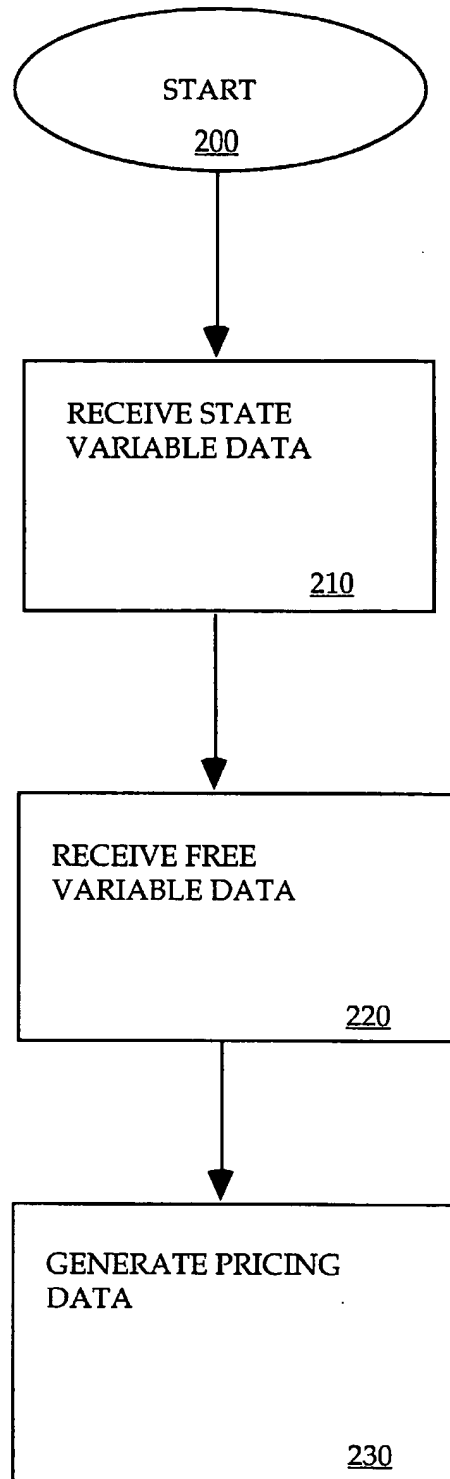 START
200
RECEIVE STATE
VARIABLE DATA
210
RECEIVE FREE
VARIABLE DATA
220
GENERATE PRICING
DATA
230